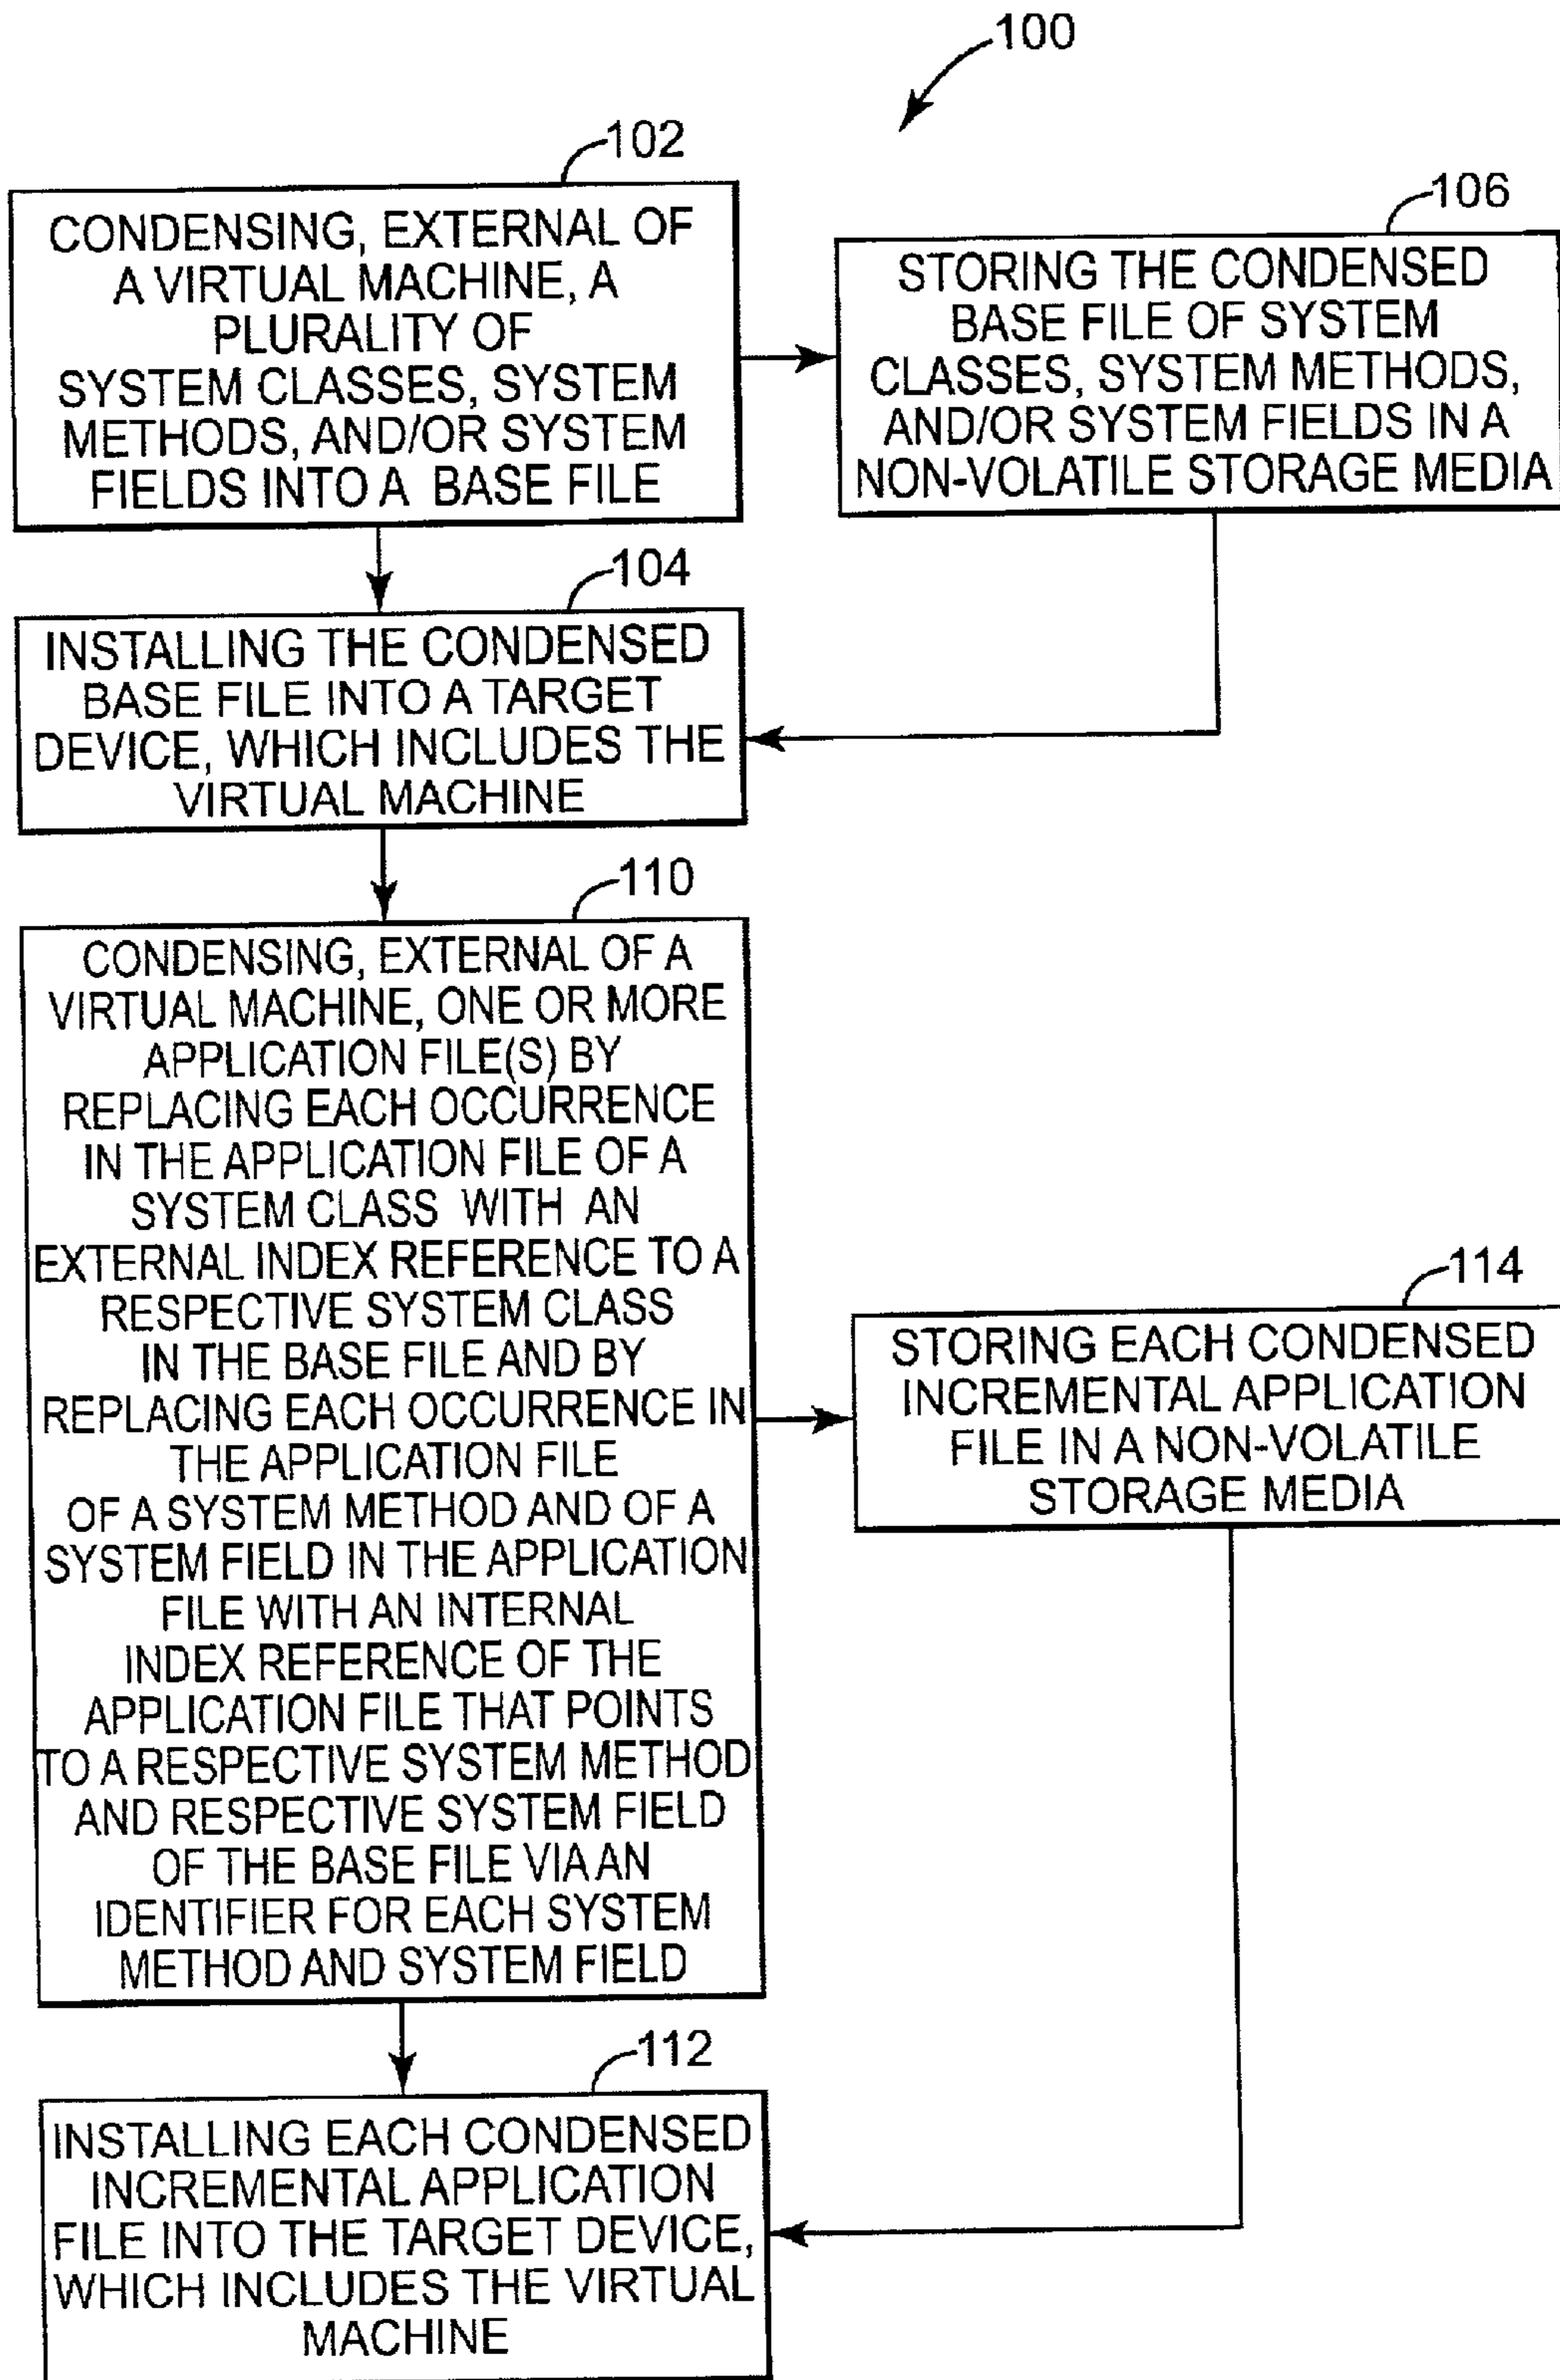 100
102
CONDENSING, EXTERNAL OF
A VIRTUAL MACHINE, A
PLURALITY OF
SYSTEM CLASSES, SYSTEM
METHODS, AND/OR SYSTEM
FIELDS INTO A BASE FILE
106
STORING THE CONDENSED
BASE FILE OF SYSTEM
CLASSES, SYSTEM METHODS,
AND/OR SYSTEM FIELDS IN A
NON-VOLATILE STORAGE MEDIA
104
INSTALLING THE CONDENSED
BASE FILE INTO A TARGET
DEVICE, WHICH INCLUDES THE
VIRTUAL MACHINE
110
CONDENSING, EXTERNAL OF A
VIRTUAL MACHINE, ONE OR MORE
APPLICATION FILE(S) BY
REPLACING EACH OCCURRENCE
IN THE APPLICATION FILE OF A
SYSTEM CLASS WITH AN
EXTERNAL INDEX REFERENCE TO A
RESPECTIVE SYSTEM CLASS
IN THE BASE FILE AND BY
REPLACING EACH OCCURRENCE IN
THE APPLICATION FILE
OF A SYSTEM METHOD AND OF A
SYSTEM FIELD IN THE APPLICATION
FILE WITH AN INTERNAL
INDEX REFERENCE OF THE
APPLICATION FILE THAT POINTS
TO A RESPECTIVE SYSTEM METHOD
AND RESPECTIVE SYSTEM FIELD
OF THE BASE FILE VIA AN
IDENTIFIER FOR EACH SYSTEM
METHOD AND SYSTEM FIELD
114
STORING EACH CONDENSED
INCREMENTAL APPLICATION
FILE IN A NON-VOLATILE
STORAGE MEDIA
112
INSTALLING EACH CONDENSED
INCREMENTAL APPLICATION
FILE INTO THE TARGET DEVICE,
WHICH INCLUDES THE VIRTUAL
MACHINE